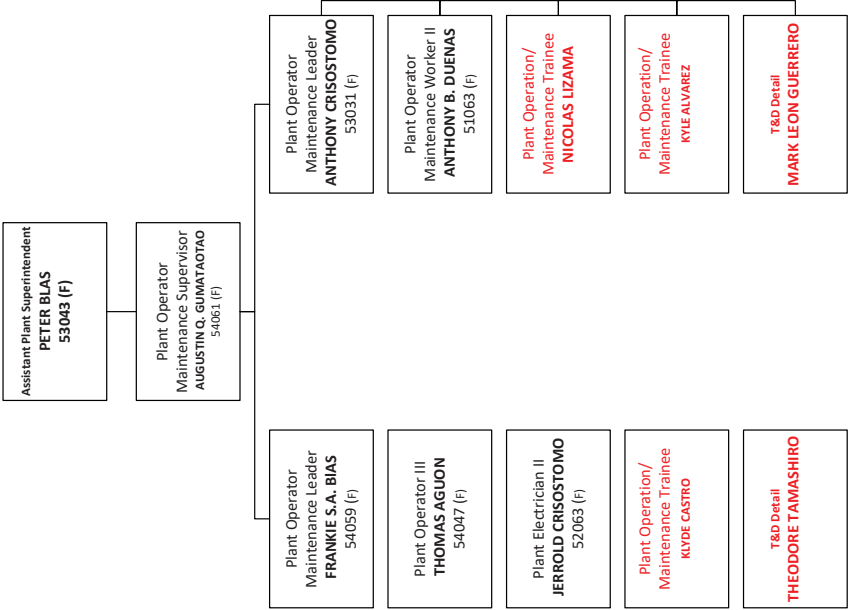 Assistant Plant Superintendent
PETER BLAS
53043 (F)
Plant Operator
Maintenance Supervisor
AUGUSTIN Q. GUMATAOTAO
54061 (F)
Plant Operator
Maintenance Leader
FRANKIE S.A. BIAS
54059 (F)
Plant Operator III
THOMAS AGUON
54047 (F)
Plant Electrician II
JERROLD CRISOSTOMO
52063 (F)
Plant Operation/
Maintenance Trainee
KLYDE CASTRO
T&D Detail
THEODORE TAMASHIRO
Plant Operator
Maintenance Leader
ANTHONY CRISOSTOMO
53031 (F)
Plant Operator
Maintenance Worker II
ANTHONY B. DUENAS
51063 (F)
Plant Operation/
Maintenance Trainee
NICOLAS LIZAMA
Plant Operation/
Maintenance Trainee
KYLE ALVAREZ
T&D Detail
MARK LEON GUERRERO